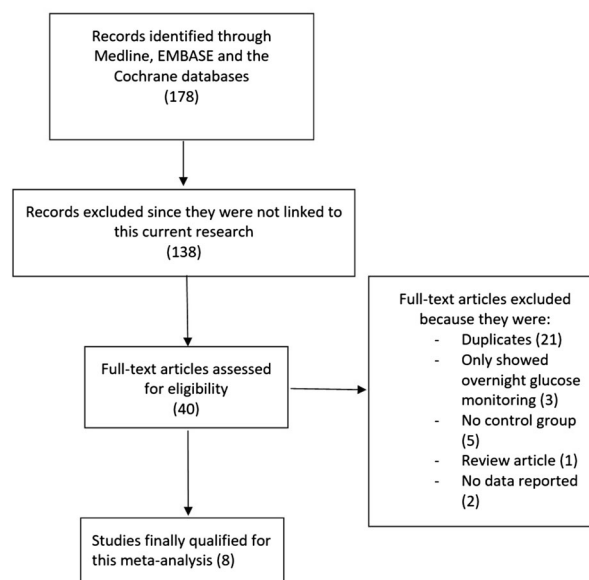 Records identified through
Medline, EMBASE and the
Cochrane databases
(178)
Records excluded since they were not linked to
this current research
(138)
Full-text articles assessed
for eligibility
(40)
Full-text articles excluded
because they were:
- Duplicates (21)
- Only showed
overnight glucose
monitoring (3)
- No control group
(5)
- Review article (1)
- No data reported
(2)
Studies finally qualified for
this meta-analysis (8)